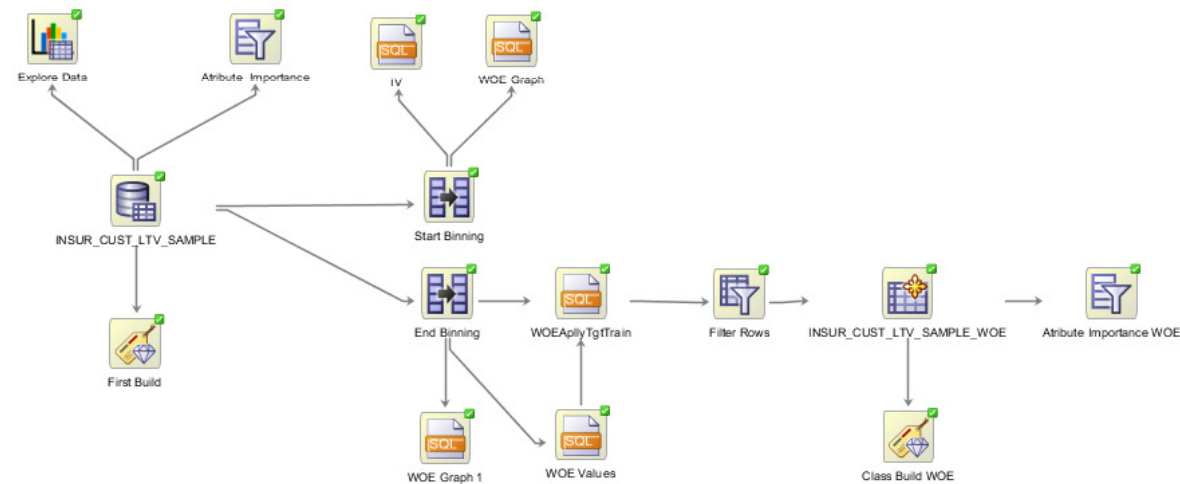 SQL
SQL
Explore Data
Atribute Importance
IV
WOE Graph
INSUR_CUST_LTV_SAMPLE
Start Binning
SQL
End Binning
WOEApllyTgtTrain
Filter Rows
INSUR_CUST_LTV_SAMPLE_WOE
Atribute Importance WOE
First Build
SQL
SQL
WOE Graph 1
WOE Values
Class Build WOE